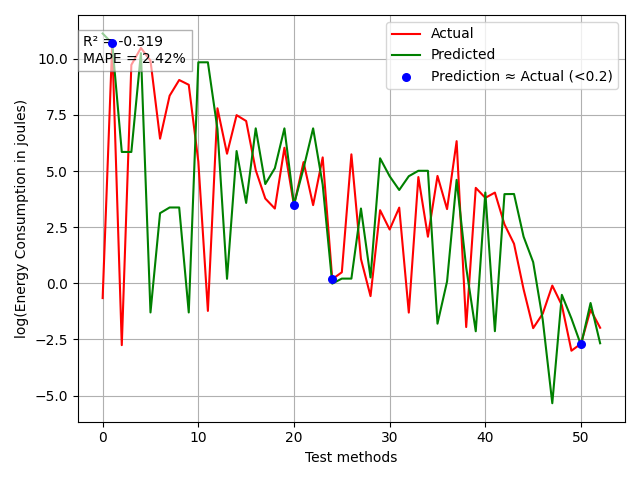 R² = -0.319
MAPE = 2.42%
Actual
Predicted
Prediction ≈ Actual (<0.2)
log(Energy Consumption in joules)
10.0
7.5
5.0
2.5
0.0
−2.5
−5.0
0
10
20
30
40
50
Test methods